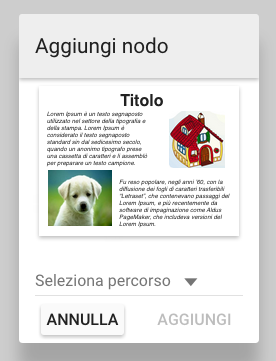 Aggiungi nodo
Titolo
Lorem Ipsum è un testo segnaposto
utilizzato nel settore della tipografia e
della stampa. Lorem Ipsum è
considerato il testo segnaposto
standard sin dal sedicesimo secolo,
quando un anonimo tipografo prese
una cassetta di caratteri e li assemblò
per preparare un testo campione.
Fu reso popolare, negli anni '60, con la
diffusione dei fogli di caratteri trasferibili
"Letraset", che contenevano passaggi del
Lorem Ipsum, e più recentemente da
software di impaginazione come Aldus
PageMaker, che includeva versioni del
Lorem Ipsum.
Seleziona percorso
ANNULLA AGGIUNGI